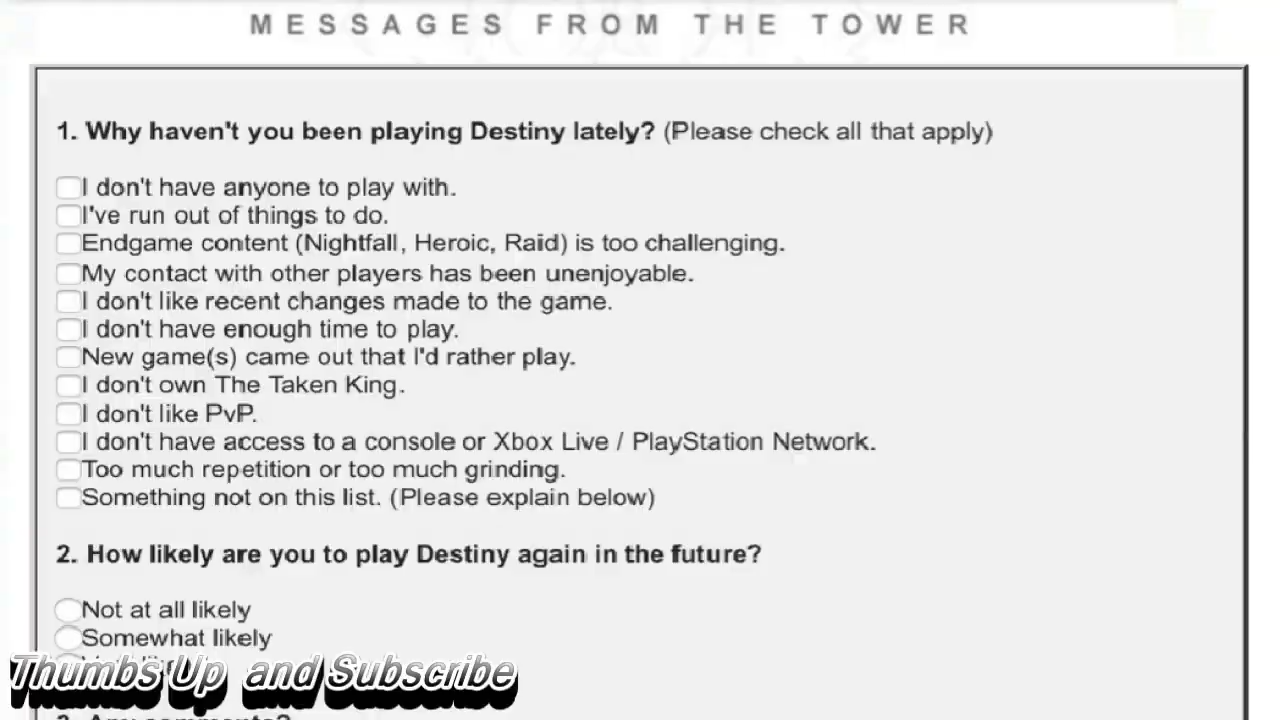 MESSAGES FROM THE TOWER
1. Why haven't you been playing Destiny lately? (Please check all that apply)
I don't have anyone to play with.
I've run out of things to do.
Endgame content (Nightfall, Heroic, Raid) is too challenging.
My contact with other players has been unenjoyable.
I don't like recent changes made to the game.
I don't have enough time to play.
New game(s) came out that I'd rather play.
I don't own The Taken King.
I don't like PvP.
I don't have access to a console or Xbox Live / PlayStation Network.
Too much repetition or too much grinding.
Something not on this list. (Please explain below)
2. How likely are you to play Destiny again in the future?
Not at all likely
Somewhat likely
Thumbs Up and Subscribe
3. Any comments?